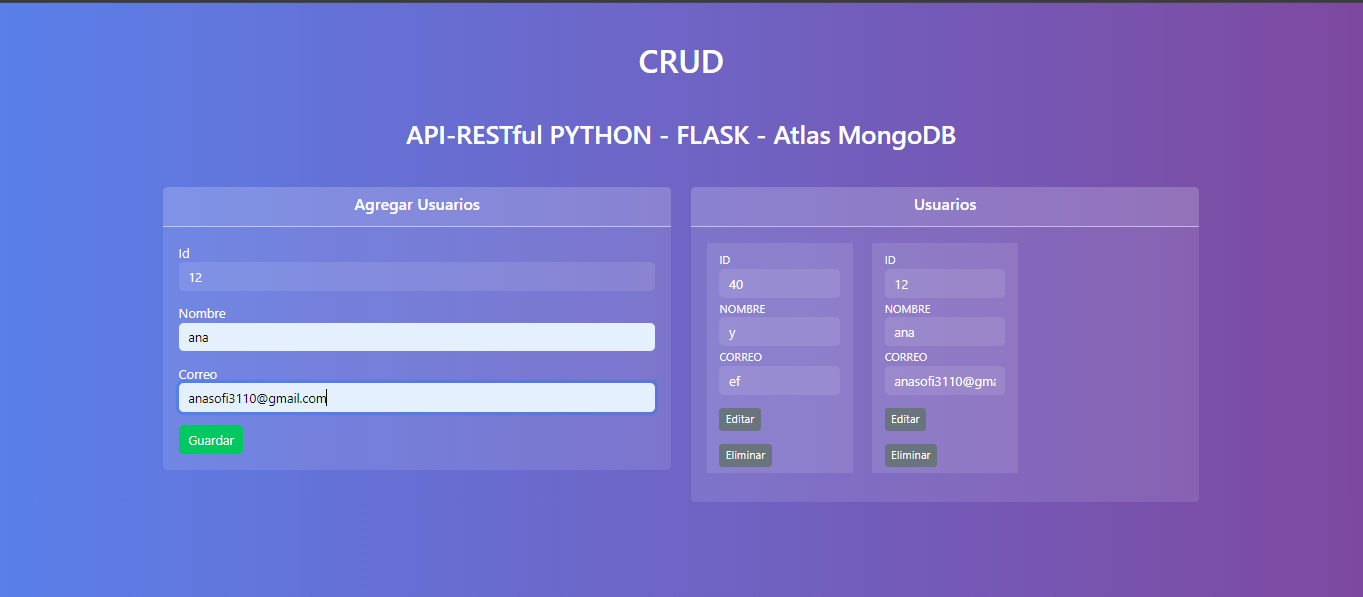 CRUD
API-RESTful PYTHON - FLASK - Atlas MongoDB
Agregar Usuarios
Id
12
Nombre
ana
Correo
anasofi3110@gmail.com
Guardar
Usuarios
ID
40
NOMBRE
y
CORREO
ef
Editar
Eliminar
ID
12
NOMBRE
ana
CORREO
anasofi3110@gma
Editar
Eliminar